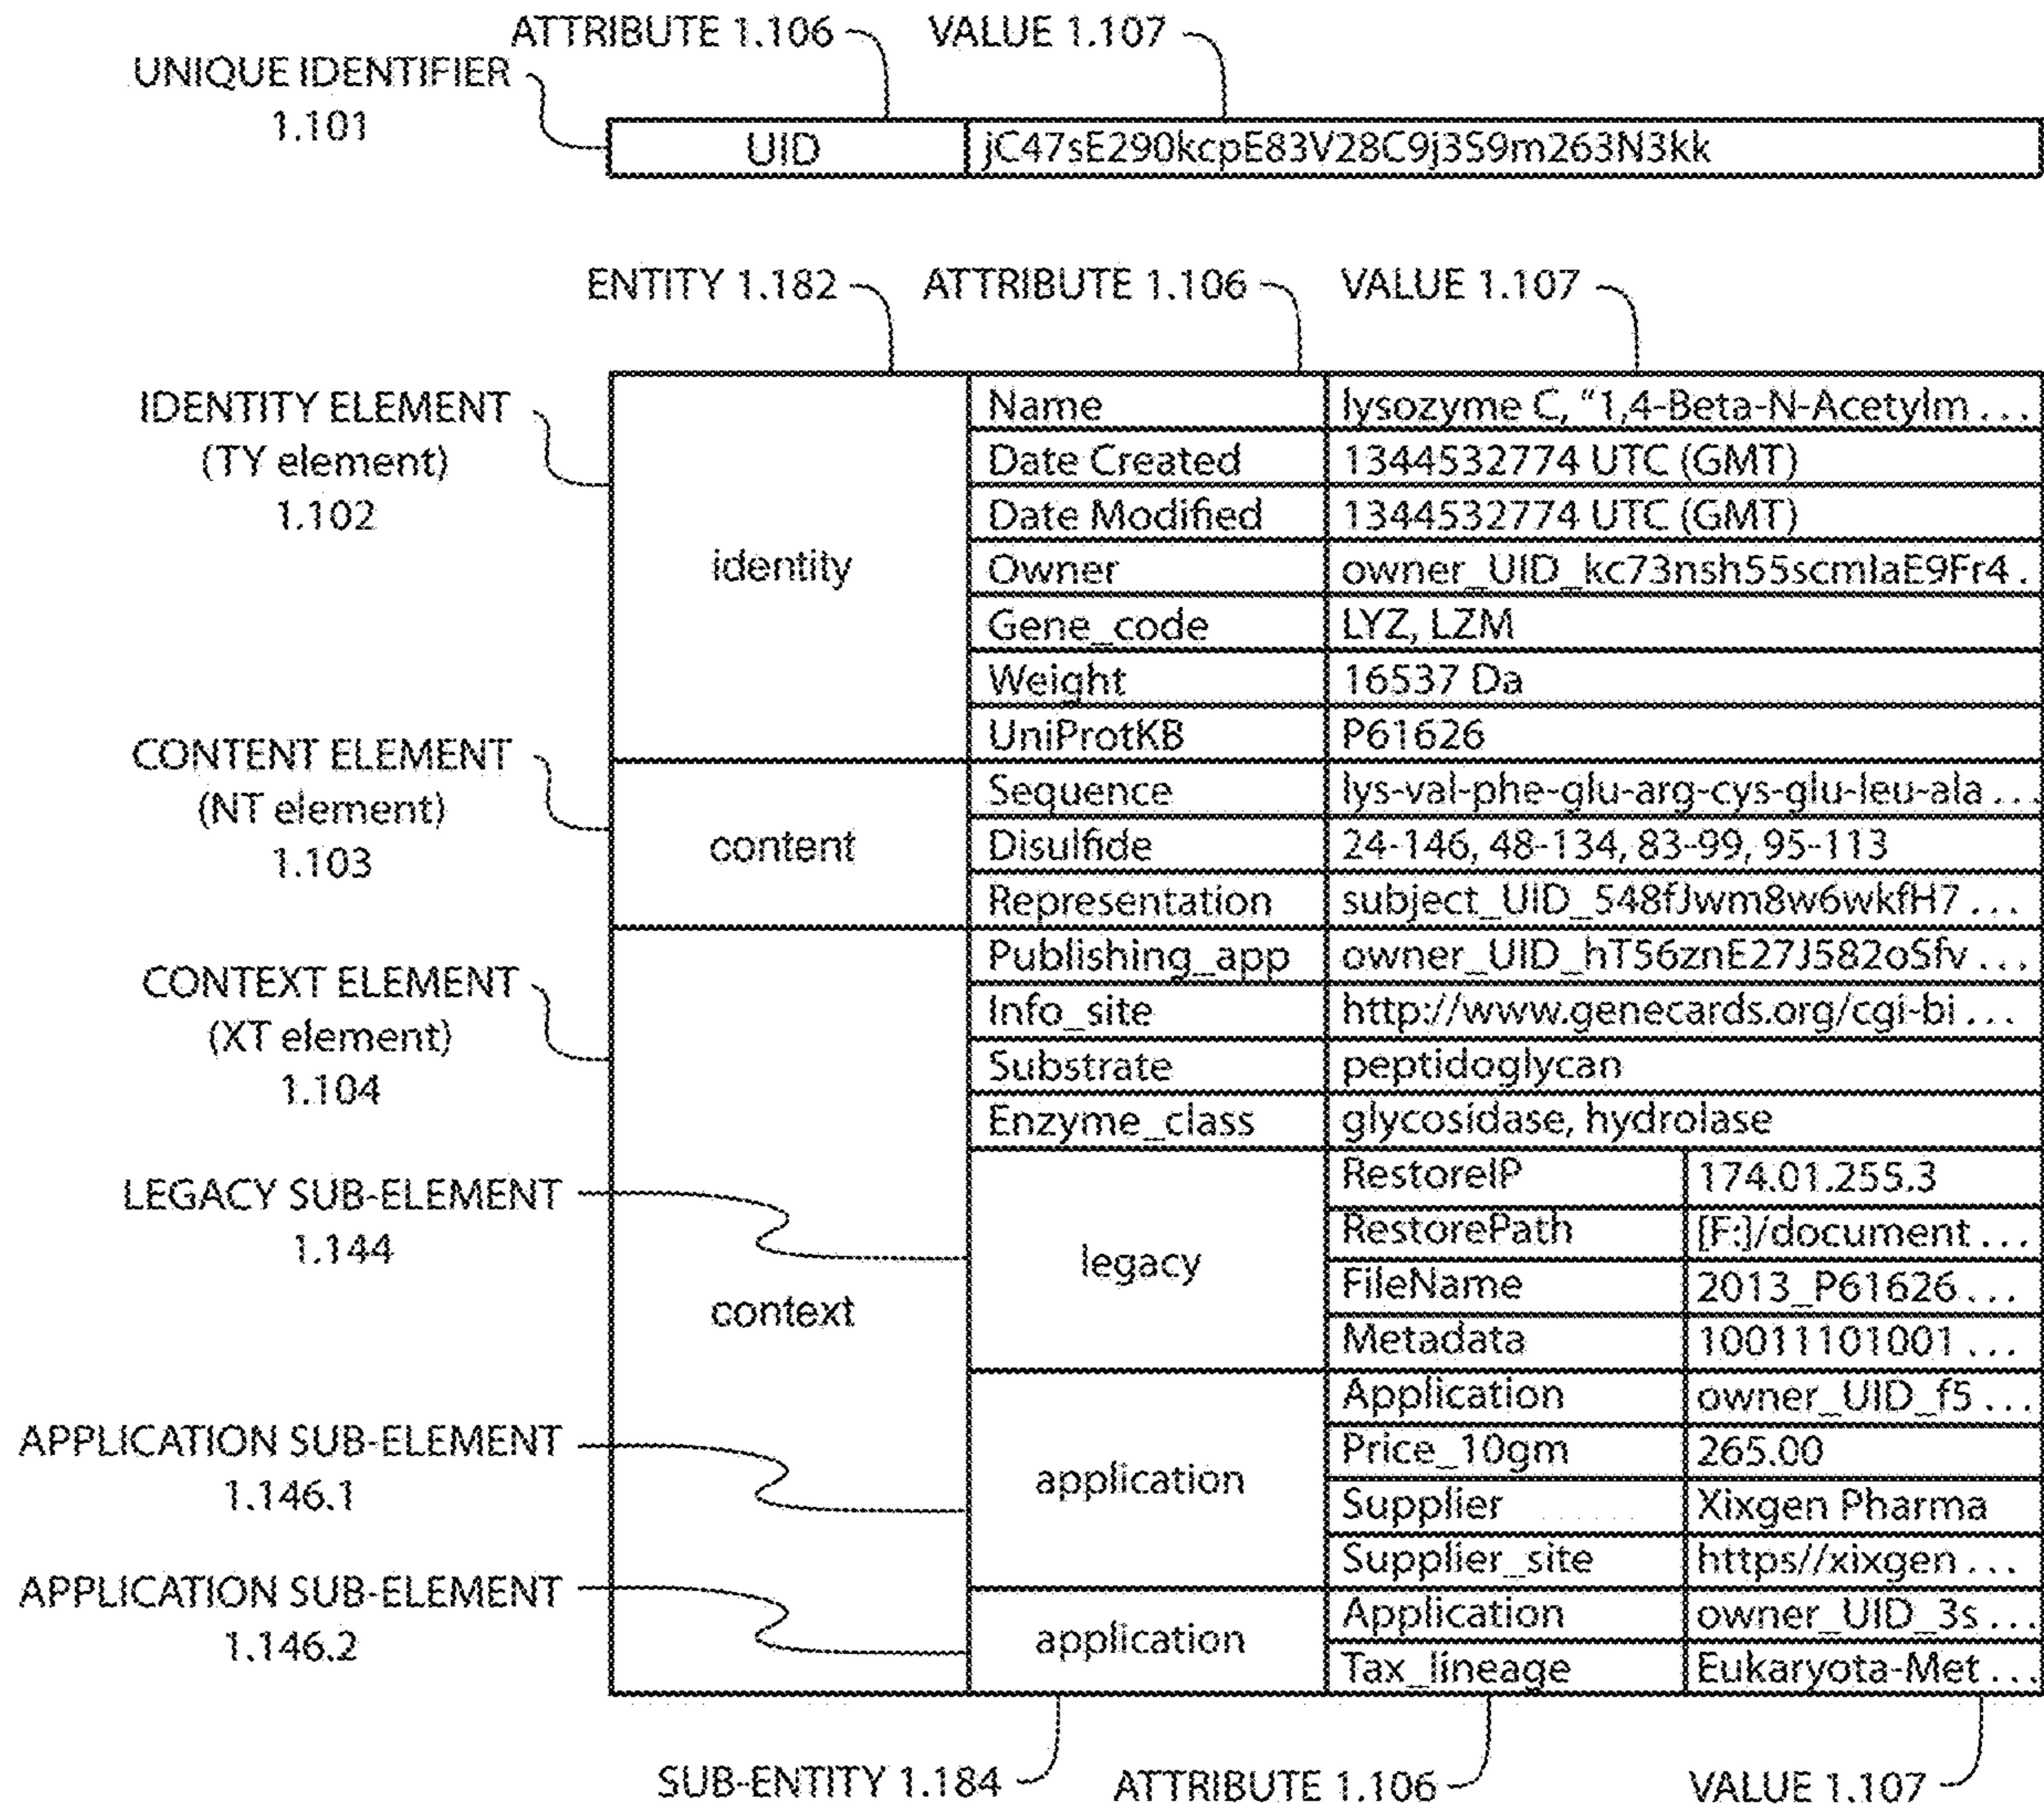 ATTRIBUTE 1.106 VALUE 1.107
UNIQUE IDENTIFIER
1.101
UID jC47sE290kcpE83V28C9j3S9m263N3kk
ENTITY 1.182 ATTRIBUTE 1.106 VALUE 1.107
IDENTITY ELEMENT
(TY element)
1.102
identity
Name lysozyme C, "1,4-Beta-N-Acetylm ...
Date Created 1344532774 UTC (GMT)
Date Modified 1344532774 UTC (GMT)
Owner owner_UID_kc73nsh55scmlaE9Fr4 .
Gene_code LYZ, LZM
Weight 16537 Da
UniProtKB P61626
CONTENT ELEMENT
(NT element)
1.103
content
Sequence lys-val-phe-glu-arg-cys-glu-leu-ala ...
Disulfide 24-146, 48-134, 83-99, 95-113
Representation subject_UID_548fJwm8w6wkfH7 ...
CONTEXT ELEMENT
(XT element)
1.104
context
Publishing_app owner_UID_hT56znE27J582oSfv ...
Info_site http://www.genecards.org/cgi-bi ...
Substrate peptidoglycan
Enzyme_class glycosidase, hydrolase
LEGACY SUB-ELEMENT
1.144
legacy
RestoreIP 174.01.255.3
RestorePath [F:]/document ...
FileName 2013_P61626 ...
Metadata 10011101001 ...
APPLICATION SUB-ELEMENT
1.146.1
application
Application owner_UID_f5 ...
Price_10gm 265.00
Supplier Xixgen Pharma
Supplier_site https//xixgen ...
APPLICATION SUB-ELEMENT
1.146.2
application
Application owner_UID_3s ...
Tax_lineage Eukaryota-Met ...
SUB-ENTITY 1.184 ATTRIBUTE 1.106 VALUE 1.107